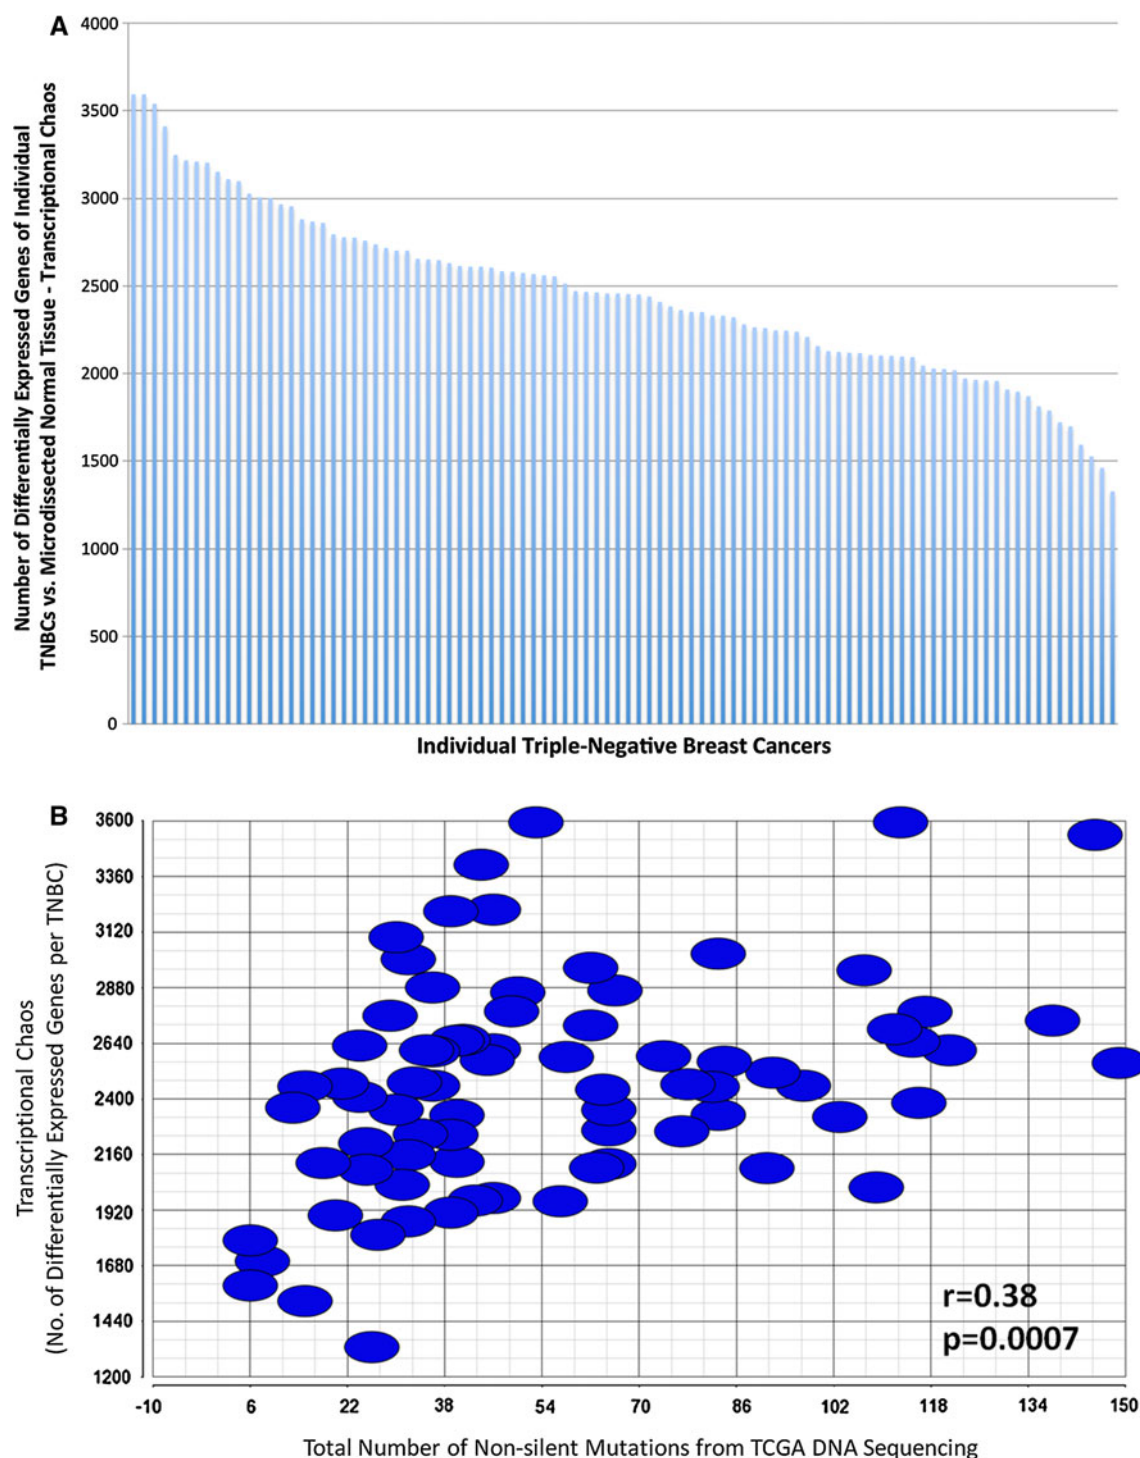 A
4000
3500
3000
2500
2000
1500
1000
500
0
Number of Differentially Expressed Genes of Individual
TNBCs vs. Microdissected Normal Tissue - Transcriptional Chaos
Individual Triple-Negative Breast Cancers
B
3600
3360
3120
2880
2640
2400
2160
1920
1680
1440
1200
Transcriptional Chaos
(No. of Differentially Expressed Genes per TNBC)
r=0.38
p=0.0007
-10 6 22 38 54 70 86 102 118 134 150
Total Number of Non-silent Mutations from TCGA DNA Sequencing